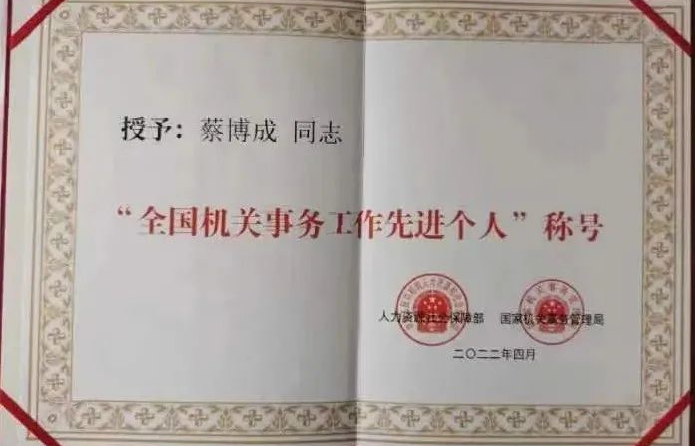 授予：蔡博成 同志
“全国机关事务工作先进个人”称号
人力资源社会保障部 国家机关事务管理局
二〇二二年四月